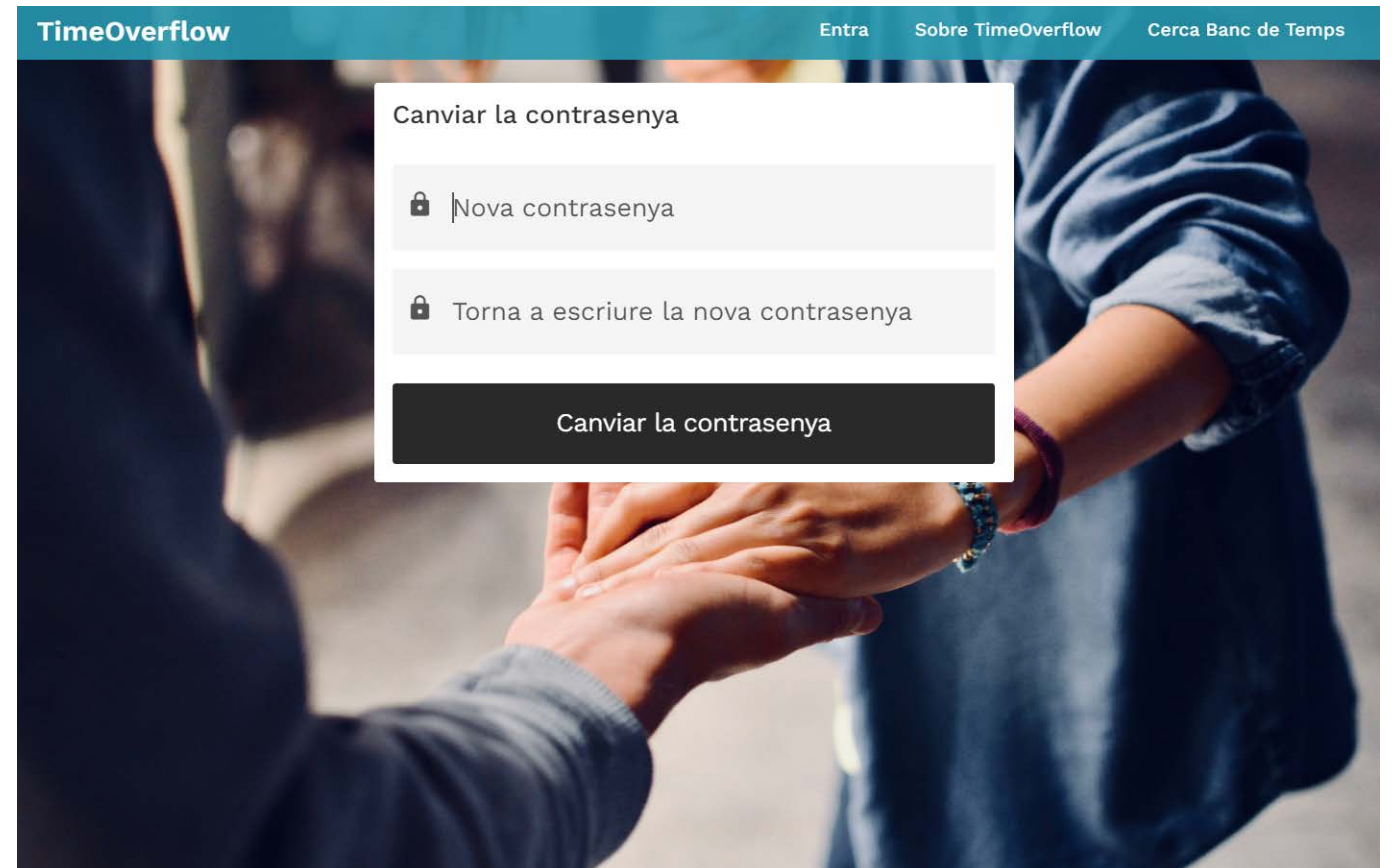 TimeOverflow
Entra Sobre TimeOverflow Cerca Banc de Temps
Canviar la contrasenya
Nova contrasenya
Torna a escriure la nova contrasenya
Canviar la contrasenya